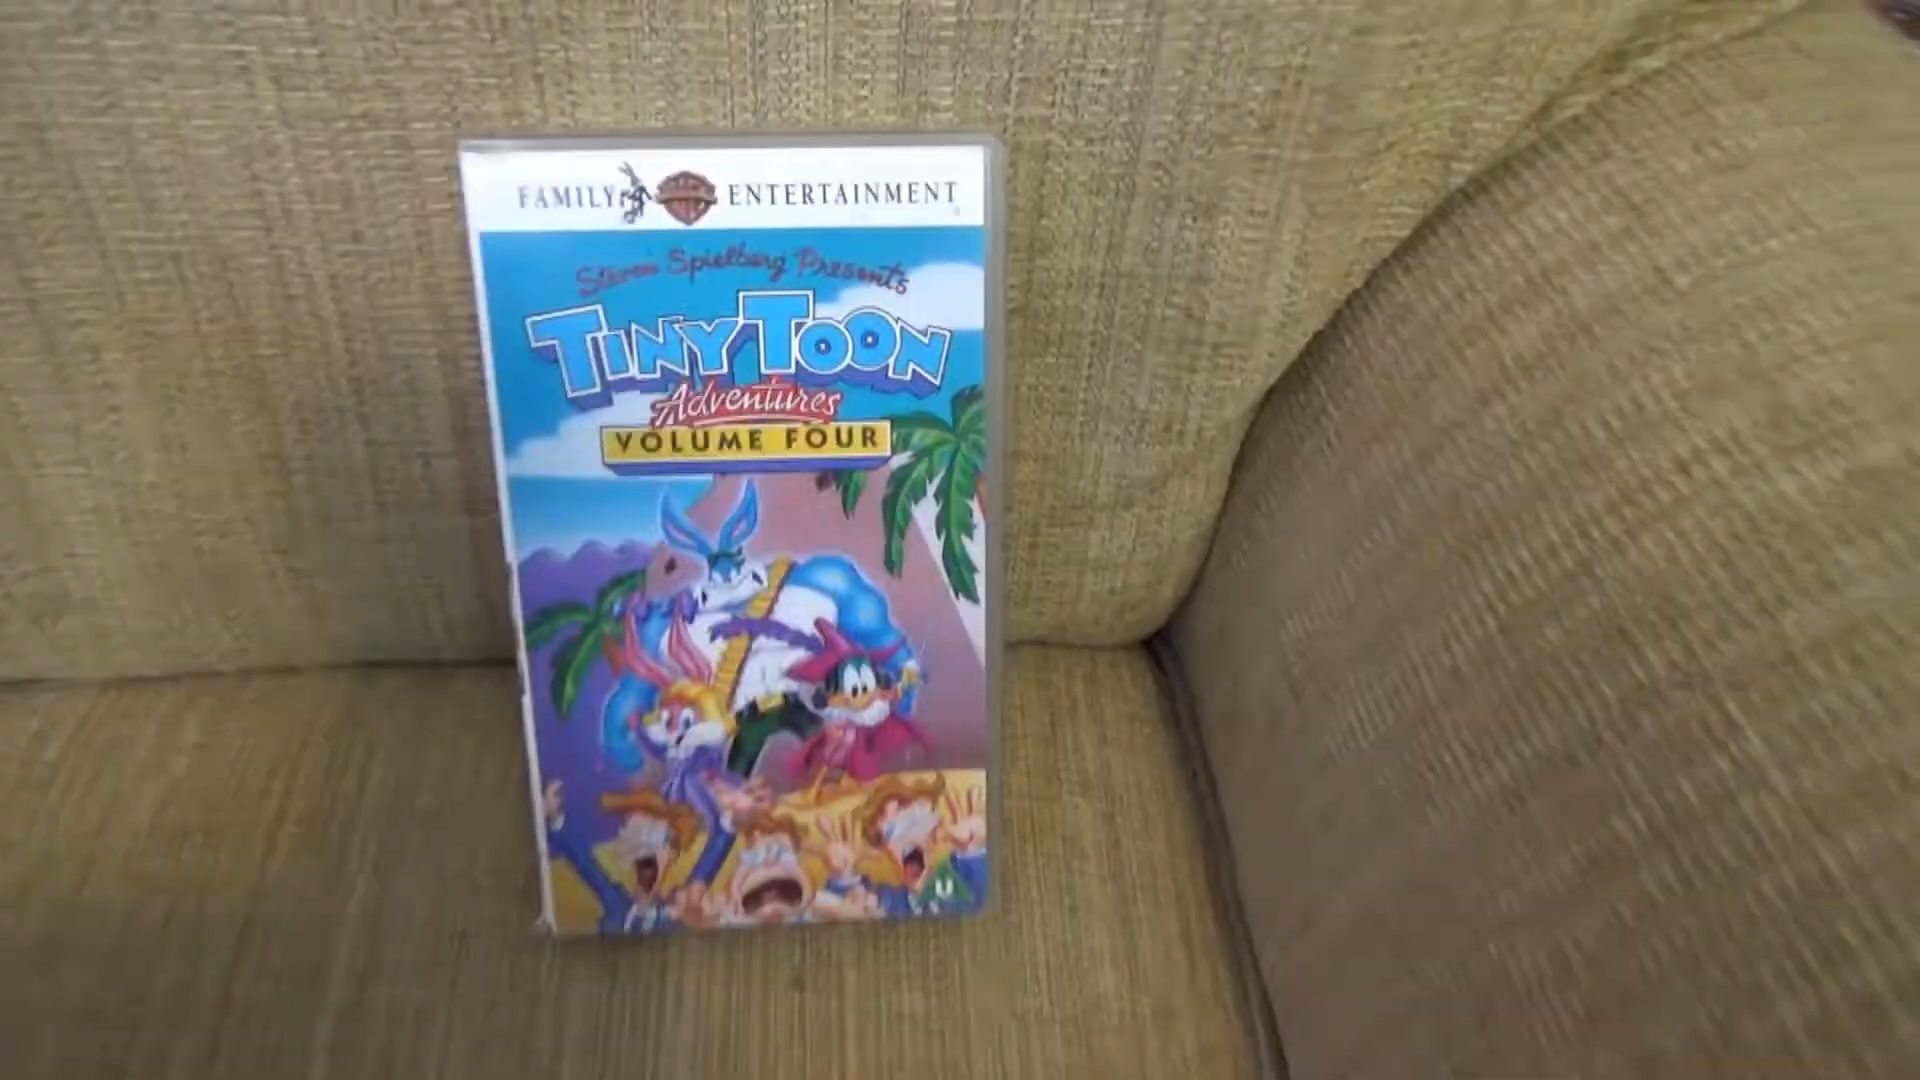 FAMILY ENTERTAINMENT
Steven Spielberg Presents
TINY TOON
Adventures
VOLUME FOUR
U